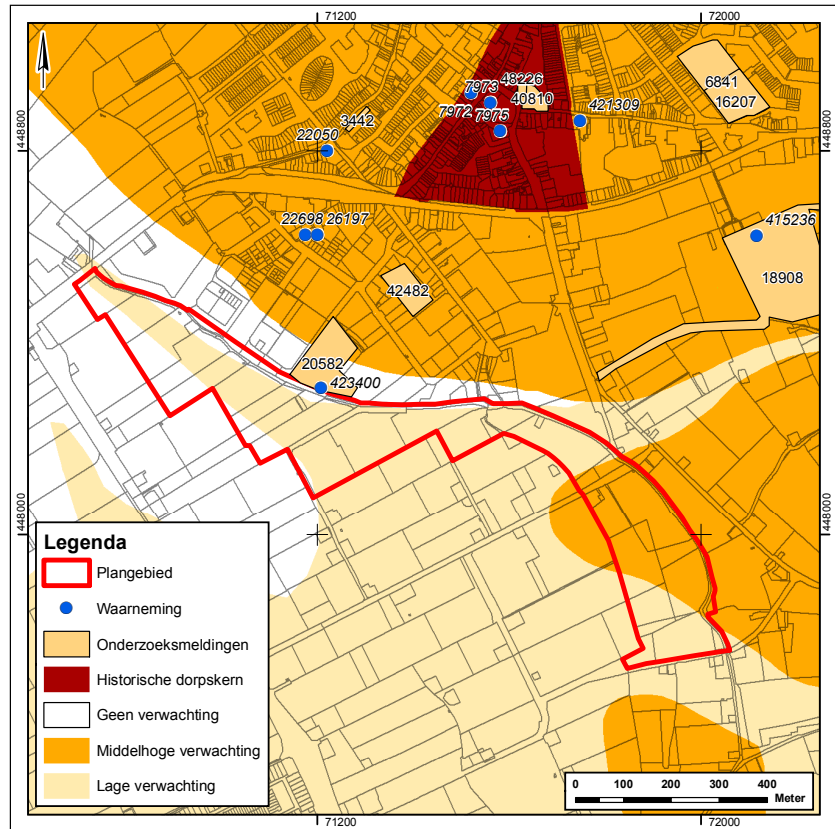 71200
72000
448800
448800
7973
48226
6841
3442
40810
16207
7972
7975
421309
22050
22698
26197
415236
18908
42482
20582
423400
448000
448000
Legenda
Plangebied
Waarneming
Onderzoeksmeldingen
Historische dorpskern
Geen verwachting
Middelhoge verwachting
Lage verwachting
0 100 200 300 400
Meter
71200
72000